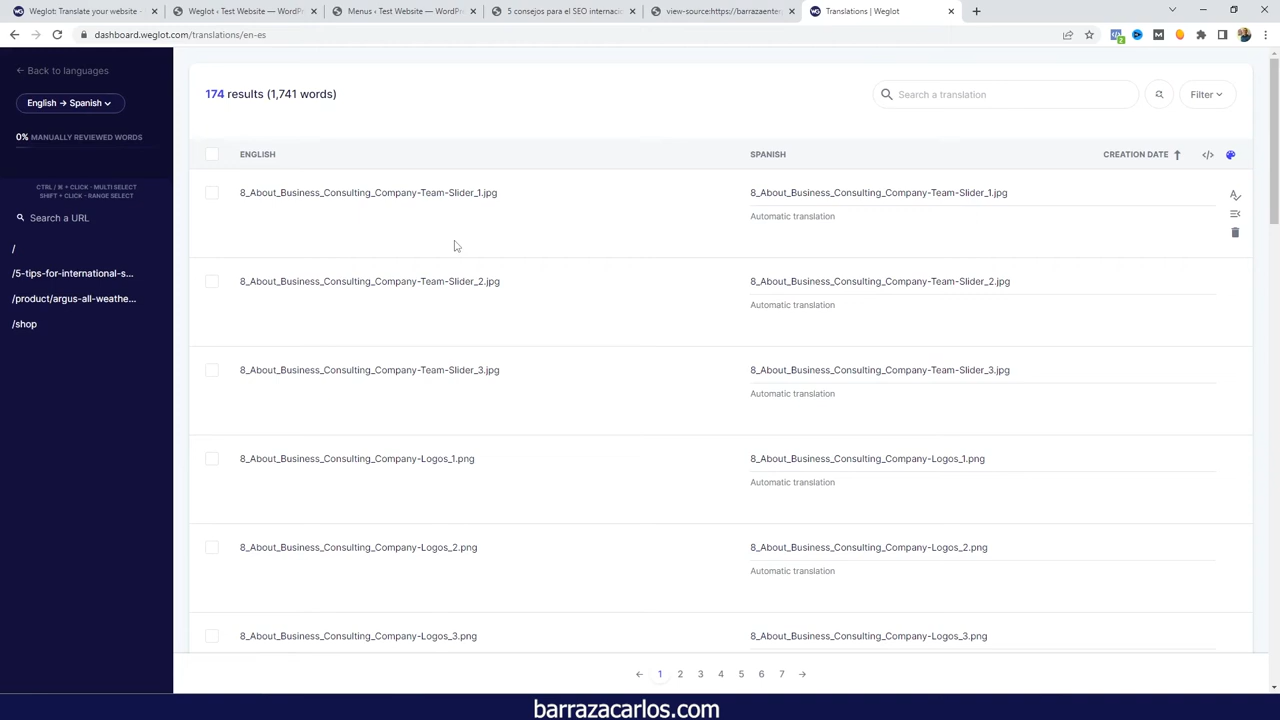 Weglot: Translate your website -
Weglot ‹ Test Website — WordPr
Menus ‹ Test Website — WordPre
5 consejos para el SEO internacio
view-source:https://barrazaenter
Translations | Weglot
dashboard.weglot.com/translations/en-es
2
← Back to languages
English → Spanish
0% MANUALLY REVIEWED WORDS
CTRL / ⌘ + CLICK - MULTI SELECT
SHIFT + CLICK - RANGE SELECT
Search a URL
/
/5-tips-for-international-s...
/product/argus-all-weathe...
/shop
174 results (1,741 words)
Search a translation
Filter
ENGLISH
SPANISH
CREATION DATE
8_About_Business_Consulting_Company-Team-Slider_1.jpg
8_About_Business_Consulting_Company-Team-Slider_1.jpg
Automatic translation
8_About_Business_Consulting_Company-Team-Slider_2.jpg
8_About_Business_Consulting_Company-Team-Slider_2.jpg
Automatic translation
8_About_Business_Consulting_Company-Team-Slider_3.jpg
8_About_Business_Consulting_Company-Team-Slider_3.jpg
Automatic translation
8_About_Business_Consulting_Company-Logos_1.png
8_About_Business_Consulting_Company-Logos_1.png
Automatic translation
8_About_Business_Consulting_Company-Logos_2.png
8_About_Business_Consulting_Company-Logos_2.png
Automatic translation
8_About_Business_Consulting_Company-Logos_3.png
8_About_Business_Consulting_Company-Logos_3.png
← 1 2 3 4 5 6 7 →
barrazacarlos.com